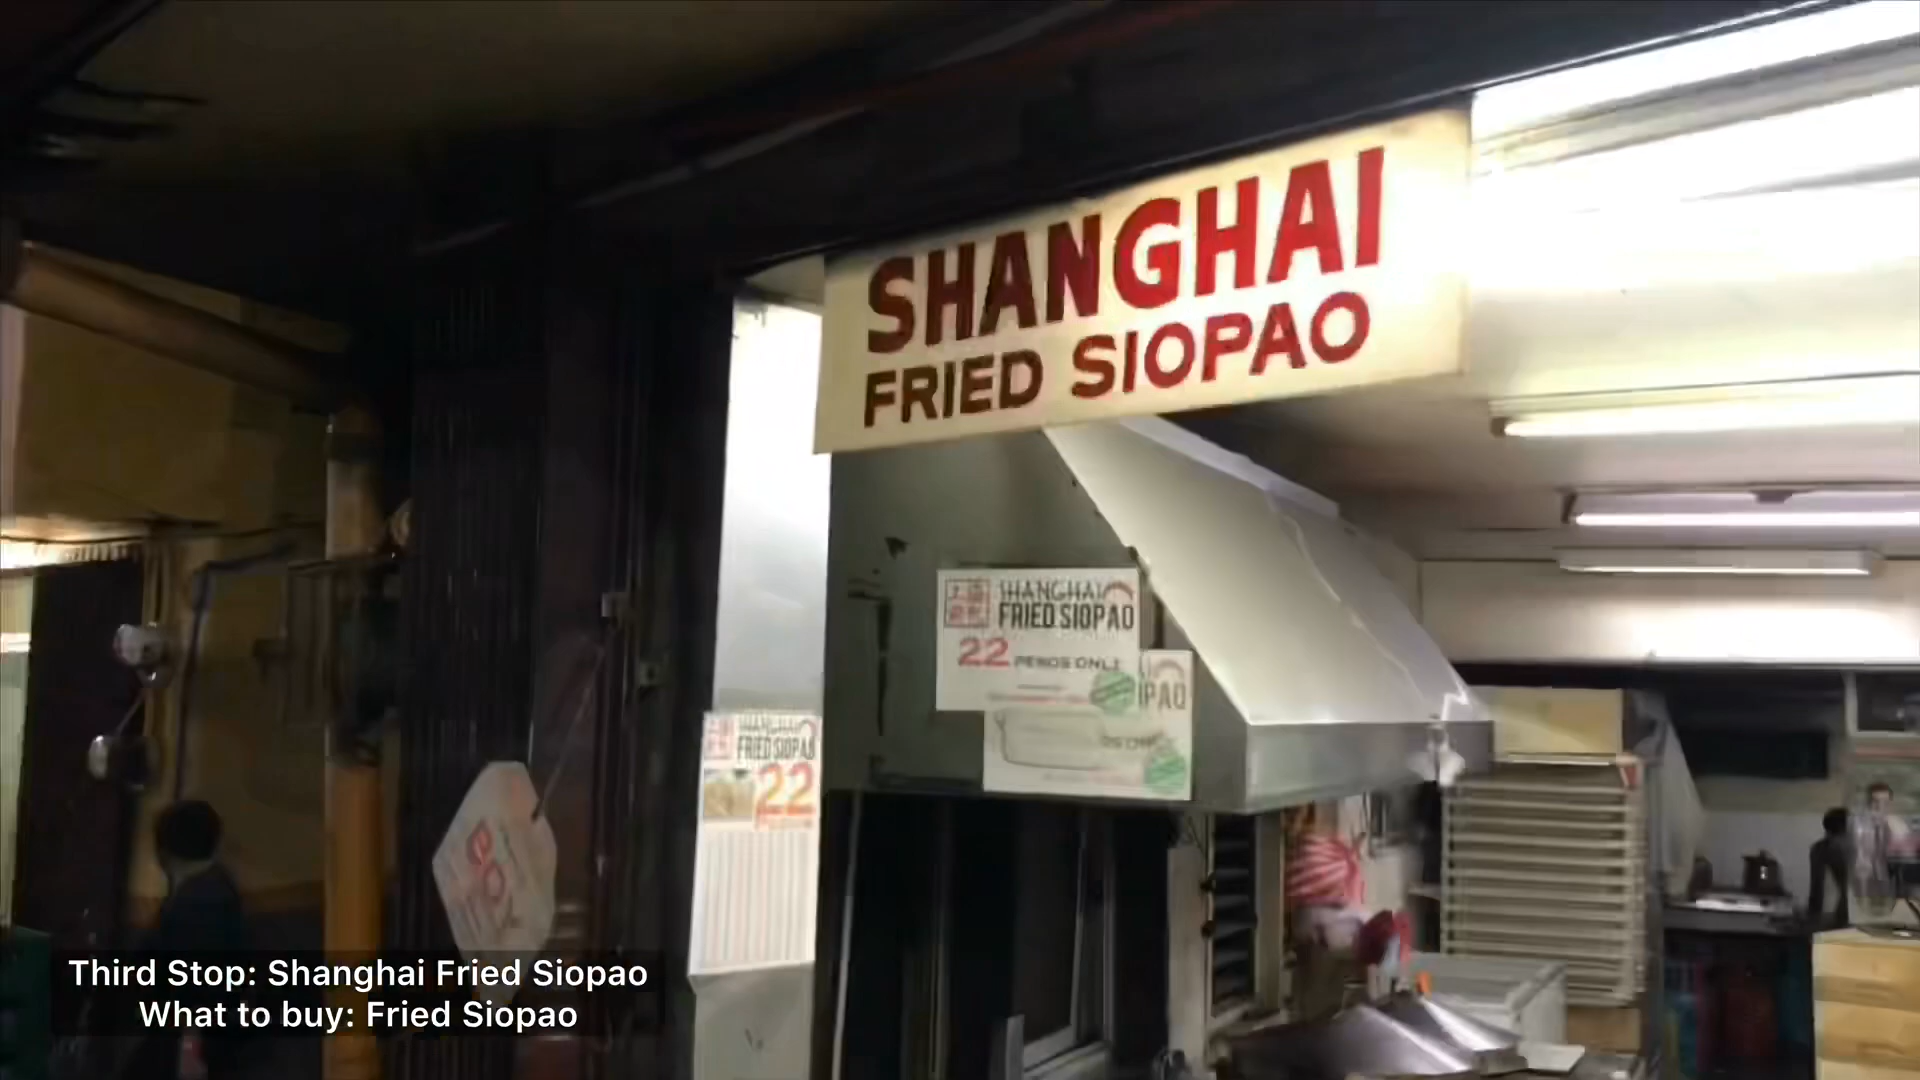 SHANGHAI
FRIED SIOPAO
SHANGHAI
FRIED SIOPAO
22 PESOS ONLY
IPAO
FRIED SIOPAO
22
Third Stop: Shanghai Fried Siopao
What to buy: Fried Siopao